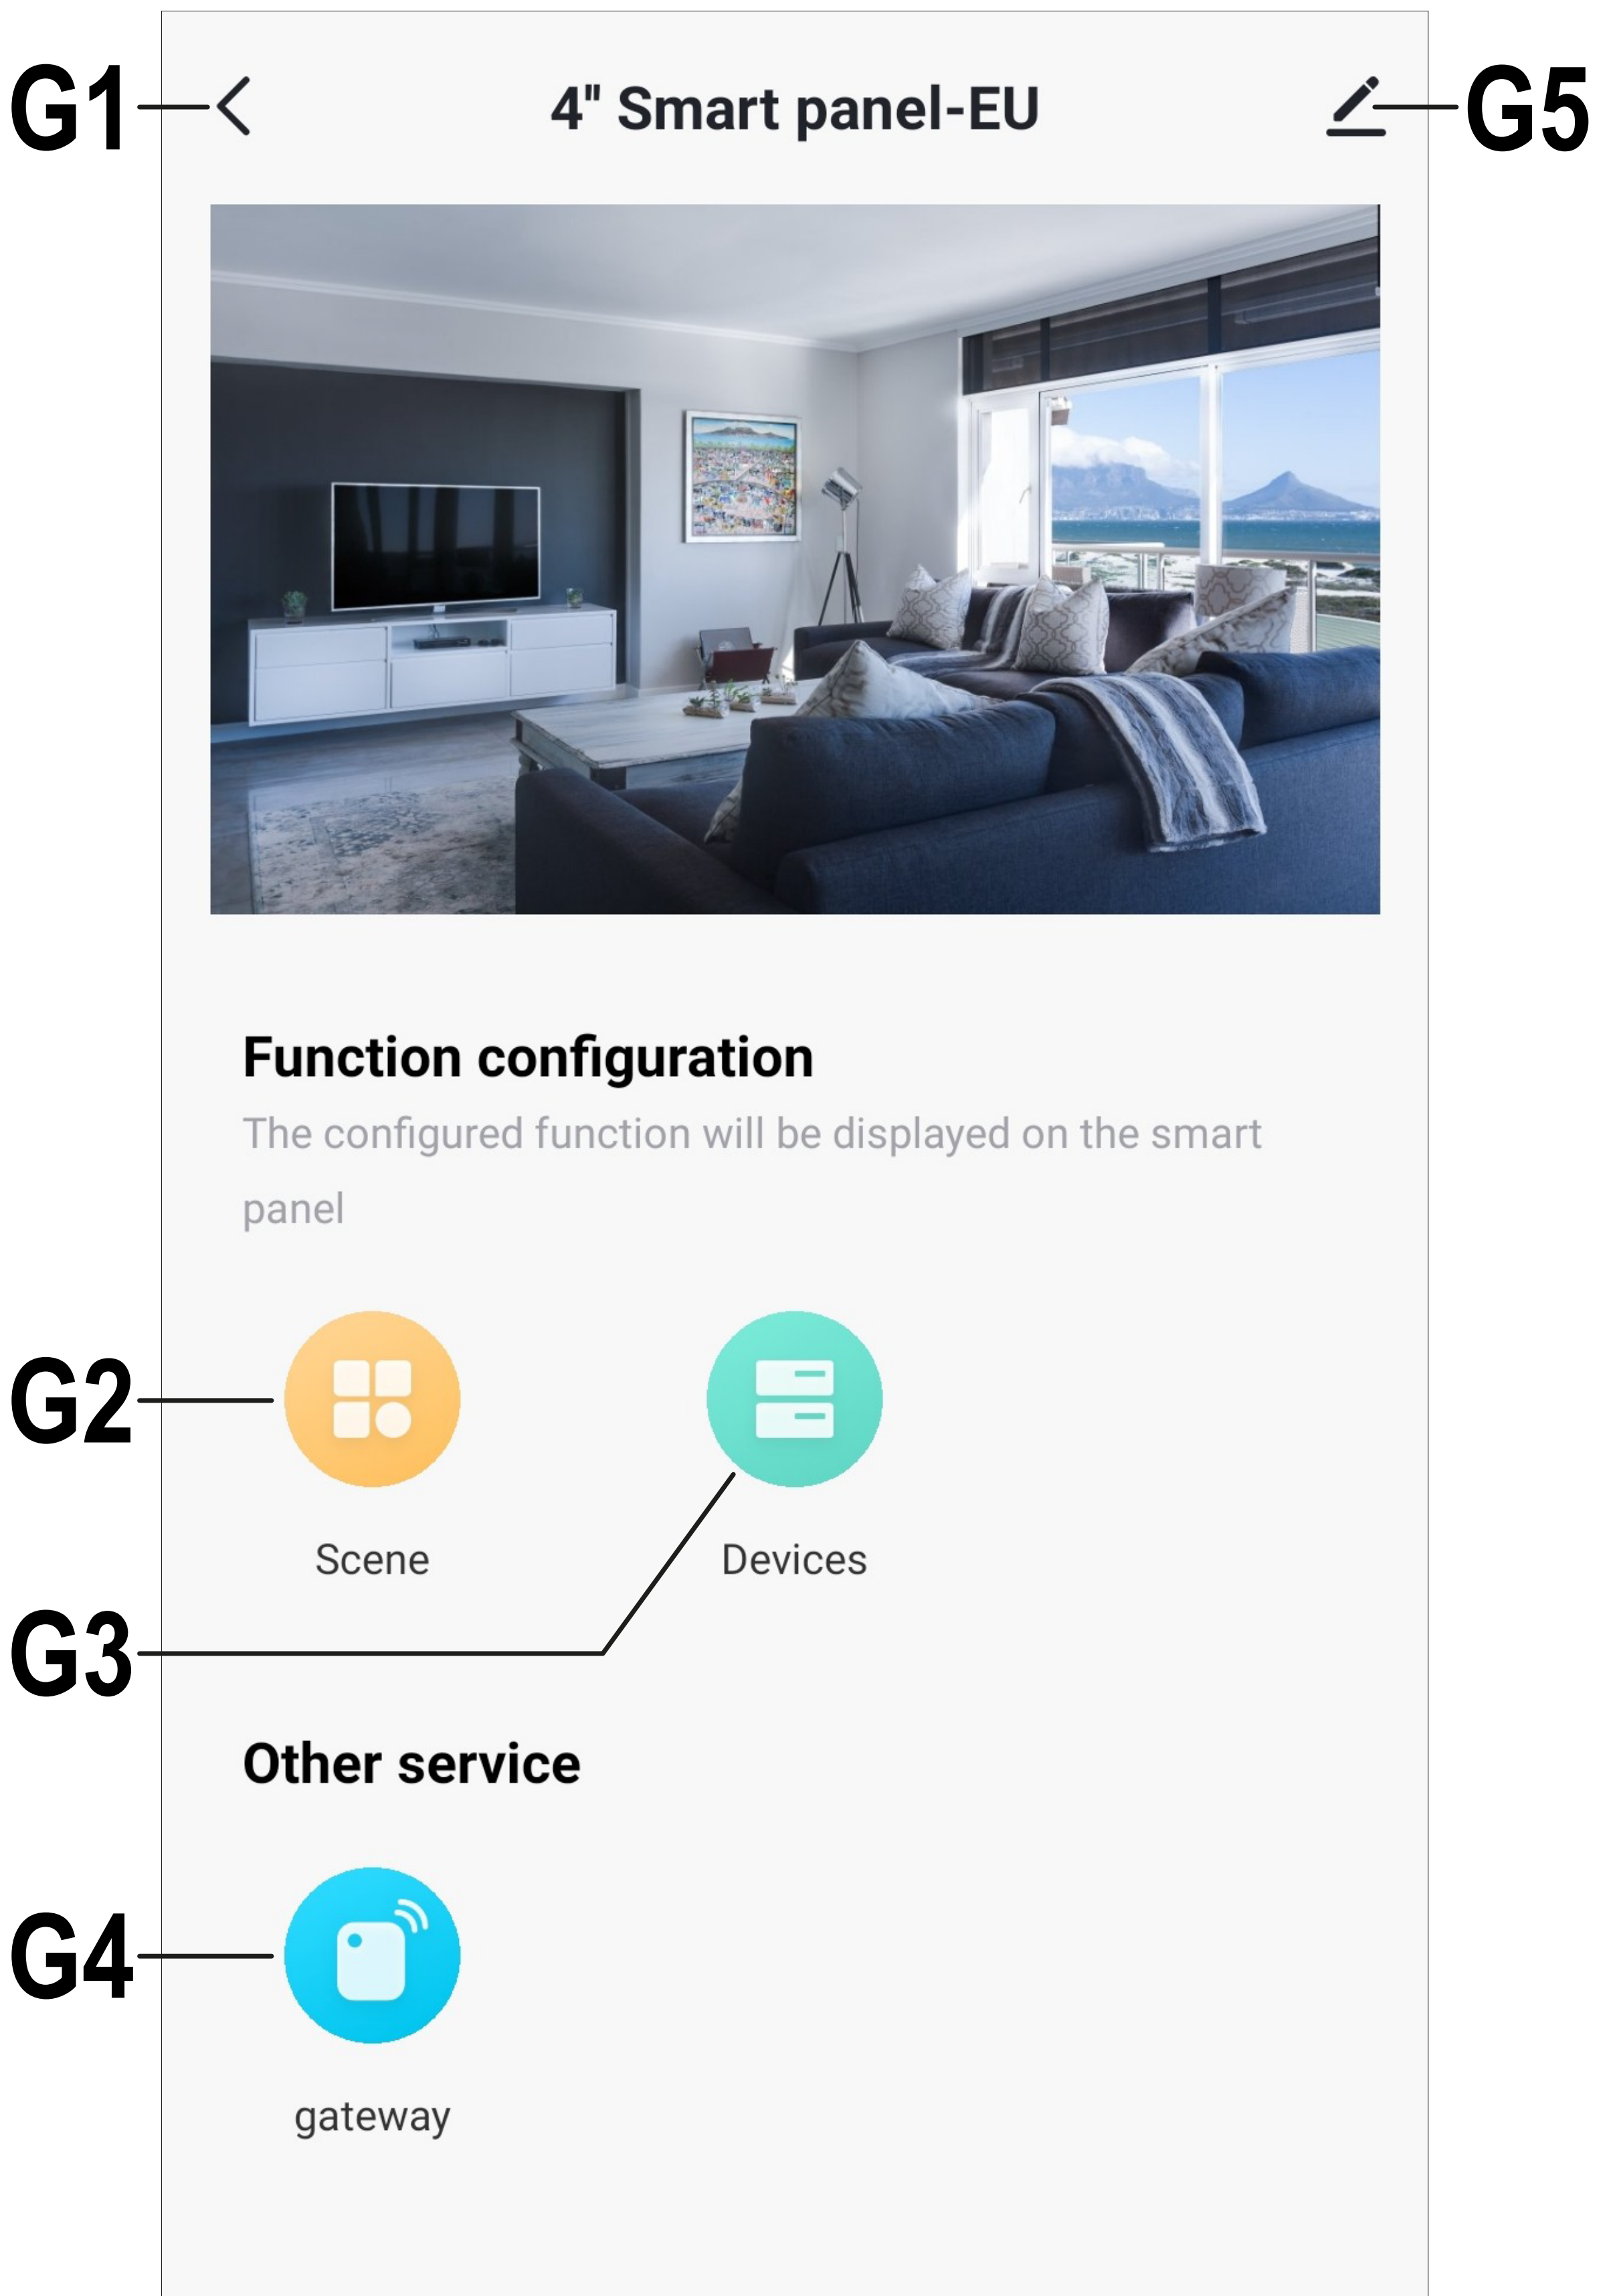 G1
4" Smart panel-EU
G5
Function configuration
The configured function will be displayed on the smart
panel
G2
Scene
Devices
G3
Other service
G4
gateway